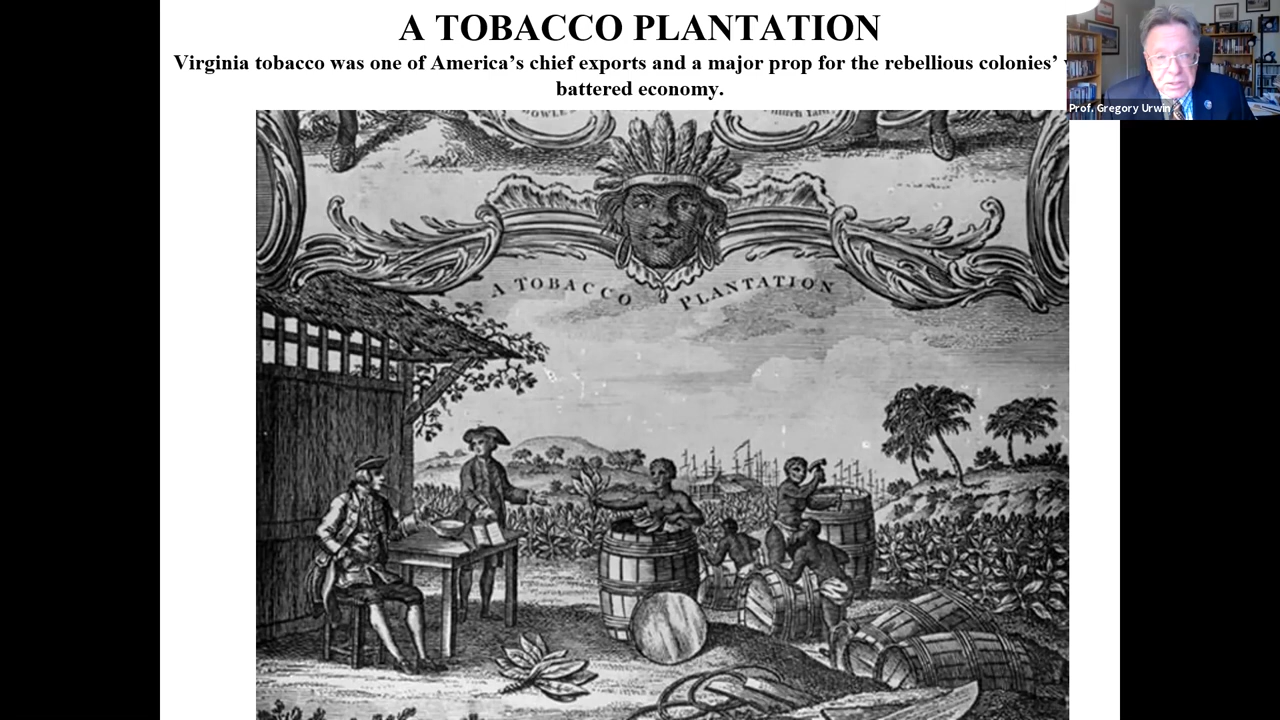 A TOBACCO PLANTATION
Virginia tobacco was one of America’s chief exports and a major prop for the rebellious colonies’
battered economy.
Prof. Gregory Urwin
A TOBACCO PLANTATION